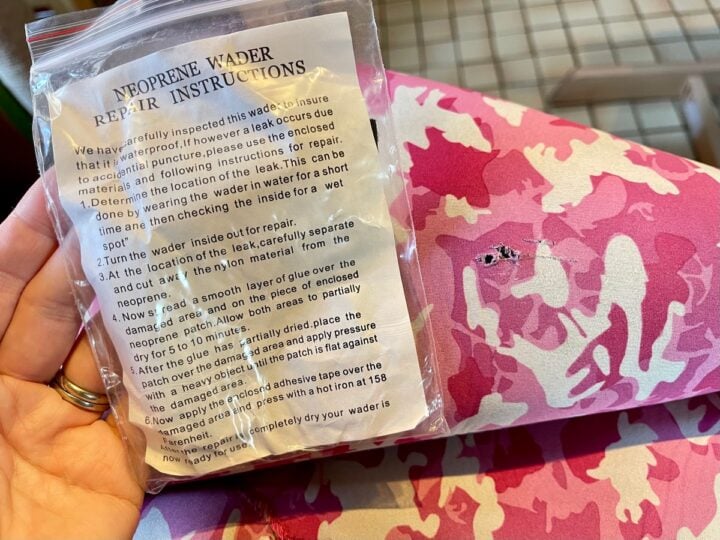 NEOPRENE WADER
REPAIR INSTRUCTIONS
We have carefully inspected this wader to insure
that it is waterproof,If however a leak occurs due
to accidential puncture,please use the enclosed
materials and following instructions for repair.
1.Determine the location of the leak.This can be
done by wearing the wader in water for a short
time and then checking the inside for a wet
spot"
2.Turn the wader inside out for repair.
3.At the location of the leak,carefully separate
and cut away the nylon material from the
neoprene.
4. Now spread a smooth layer of glue over the
damaged area and on the piece of enclosed
neoprene patch.Allow both areas to partially
dry for 5 to 10 minutes.
5.After the glue has partially dried.place the
patch over the damaged area and apply pressure
with a heavy object until the patch is flat against
the damaged area.
6.Now apply the enclosed adhesive tape over the
damaged area and press with a hot iron at 158
Farenheit.
After the repair is completely dry your wader is
now ready for use.